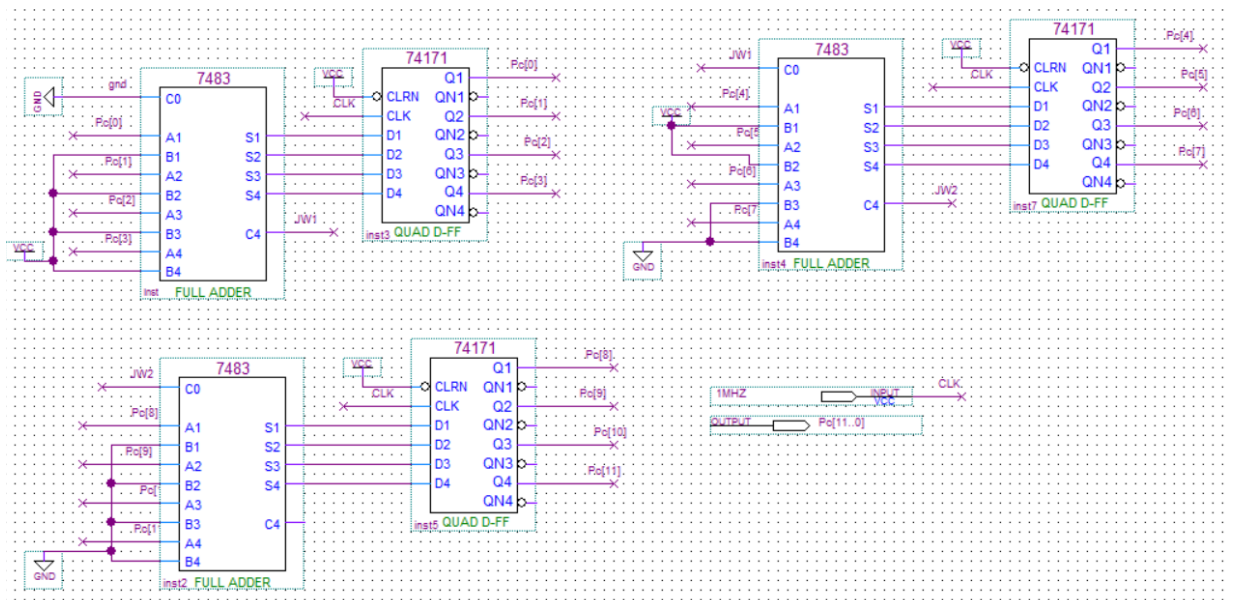 7483
GND
gnd
C0
Pc[0]
A1
B1
Pc[1]
A2
B2
Pc[2]
A3
B3
Pc[3]
A4
B4
VCC
S1
S2
S3
S4
C4
JW1
inst FULL ADDER
74171
VCC
CLK
CLRN
CLK
D1
D2
D3
D4
Q1
QN1
Q2
QN2
Q3
QN3
Q4
QN4
Pc[0]
Pc[1]
Pc[2]
Pc[3]
inst3 QUAD D-FF
7483
JW1
C0
Pc[4]
VCC
A1
B1
Pc[5
A2
B2
Pc[6]
A3
B3
Pc[7
A4
B4
GND
S1
S2
S3
S4
C4
JW2
inst4 FULL ADDER
74171
VCC
CLK
CLRN
CLK
D1
D2
D3
D4
Q1
QN1
Q2
QN2
Q3
QN3
Q4
QN4
Pc[4]
Pc[5]
Pc[6]
Pc[7]
inst7 QUAD D-FF
7483
JW2
C0
Pc[8]
A1
B1
Pc[9]
A2
B2
Pc[
A3
B3
Pc[1
A4
B4
GND
S1
S2
S3
S4
C4
inst2 FULL ADDER
74171
VCC
CLK
CLRN
CLK
D1
D2
D3
D4
Q1
QN1
Q2
QN2
Q3
QN3
Q4
QN4
Pc[8]
Pc[9]
Pc[10]
Pc[11]
inst5 QUAD D-FF
1MHZ INPUT CLK
VCC
OUTPUT Pc[11..0]